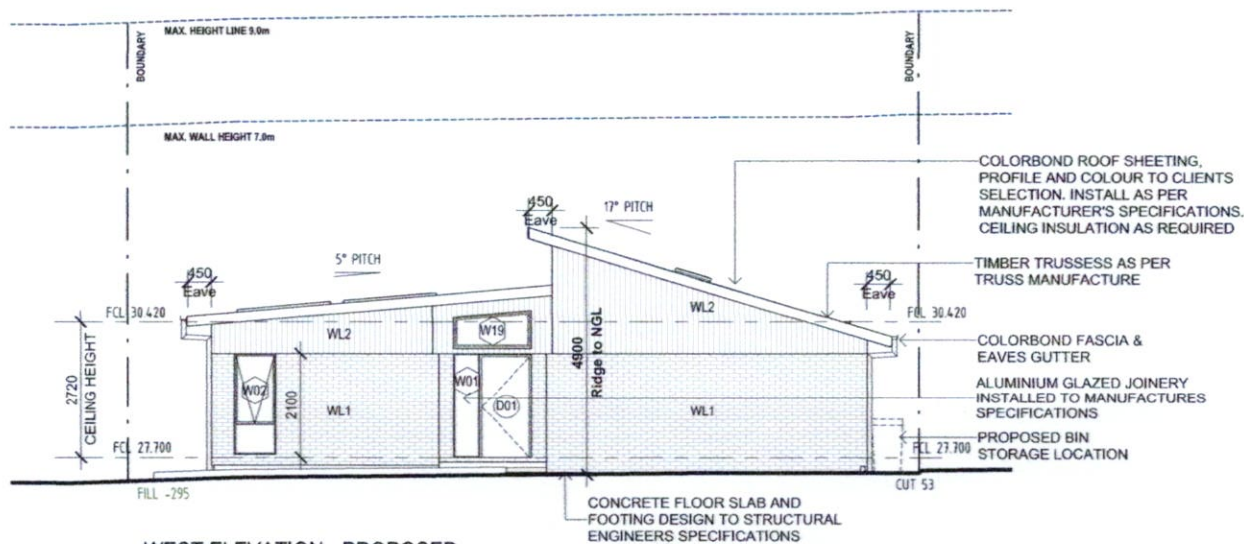 MAX. HEIGHT LINE 9.0m
BOUNDARY
BOUNDARY
MAX. WALL HEIGHT 7.0m
COLORBOND ROOF SHEETING,
PROFILE AND COLOUR TO CLIENTS
SELECTION. INSTALL AS PER
MANUFACTURER'S SPECIFICATIONS.
CEILING INSULATION AS REQUIRED
450
Eave
17° PITCH
5° PITCH
TIMBER TRUSSESS AS PER
TRUSS MANUFACTURE
450
Eave
450
Eave
FCL 30.420
FCL 30.420
WL2
W19
WL2
COLORBOND FASCIA &
EAVES GUTTER
4900
Ridge to NGL
2720
CEILING HEIGHT
W02
2100
WL1
W01
D01
WL1
ALUMINIUM GLAZED JOINERY
INSTALLED TO MANUFACTURES
SPECIFICATIONS
PROPOSED BIN
STORAGE LOCATION
FCL 27.700
FCL 27.700
FILL -295
CUT 53
CONCRETE FLOOR SLAB AND
FOOTING DESIGN TO STRUCTURAL
ENGINEERS SPECIFICATIONS
WEST ELEVATION - PROPOSED